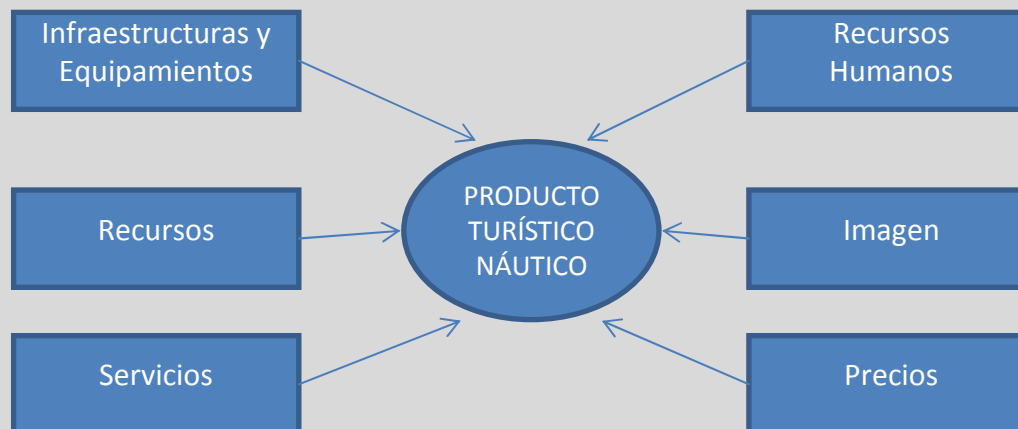 Infraestructuras y
Equipamientos
Recursos
Humanos
PRODUCTO
TURÍSTICO
NÁUTICO
Recursos
Imagen
Servicios
Precios